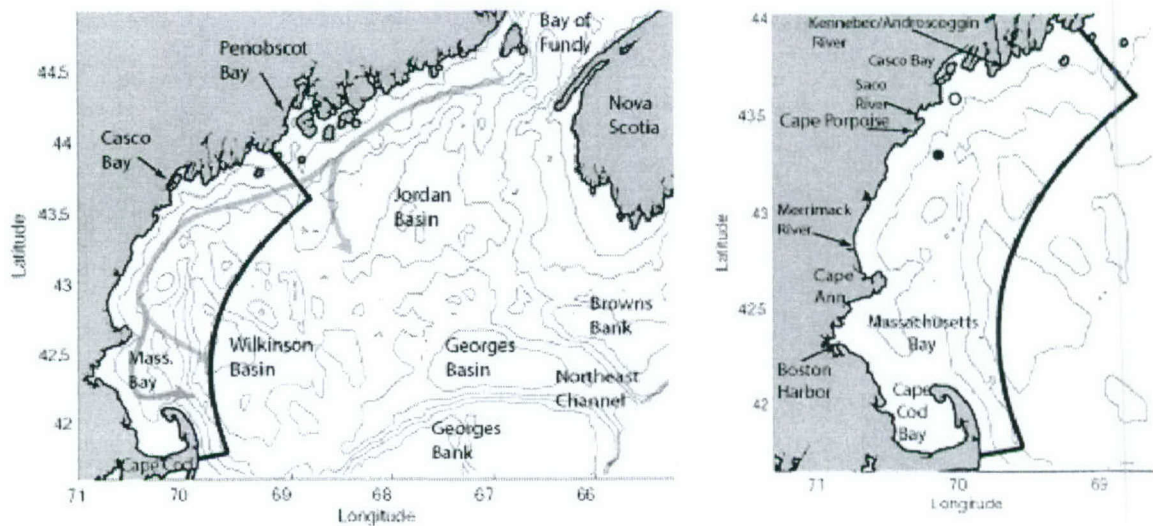 Bay of
Fundy
Penobscot
Bay
44.5
Nova
Scotia
44
Casco
Bay
Jordan
Basin
43.5
Latitude
43
Browns
Bank
Wilkinson
Basin
Georges
Basin
42.5
Mass.
Bay
Northeast
Channel
42
Georges
Bank
Cape Cod
71
70
69
68
67
66
Longitude
44
Kennebec/Androscoggin
River
Casco Bay
Saco
River
43.5
Cape Porpoise
43
Merrimack
River
Latitude
Cape
Ann
42.5
Massachusetts
Bay
Boston
Harbor
Cape
Cod
Bay
42
71
70
69
Longitude